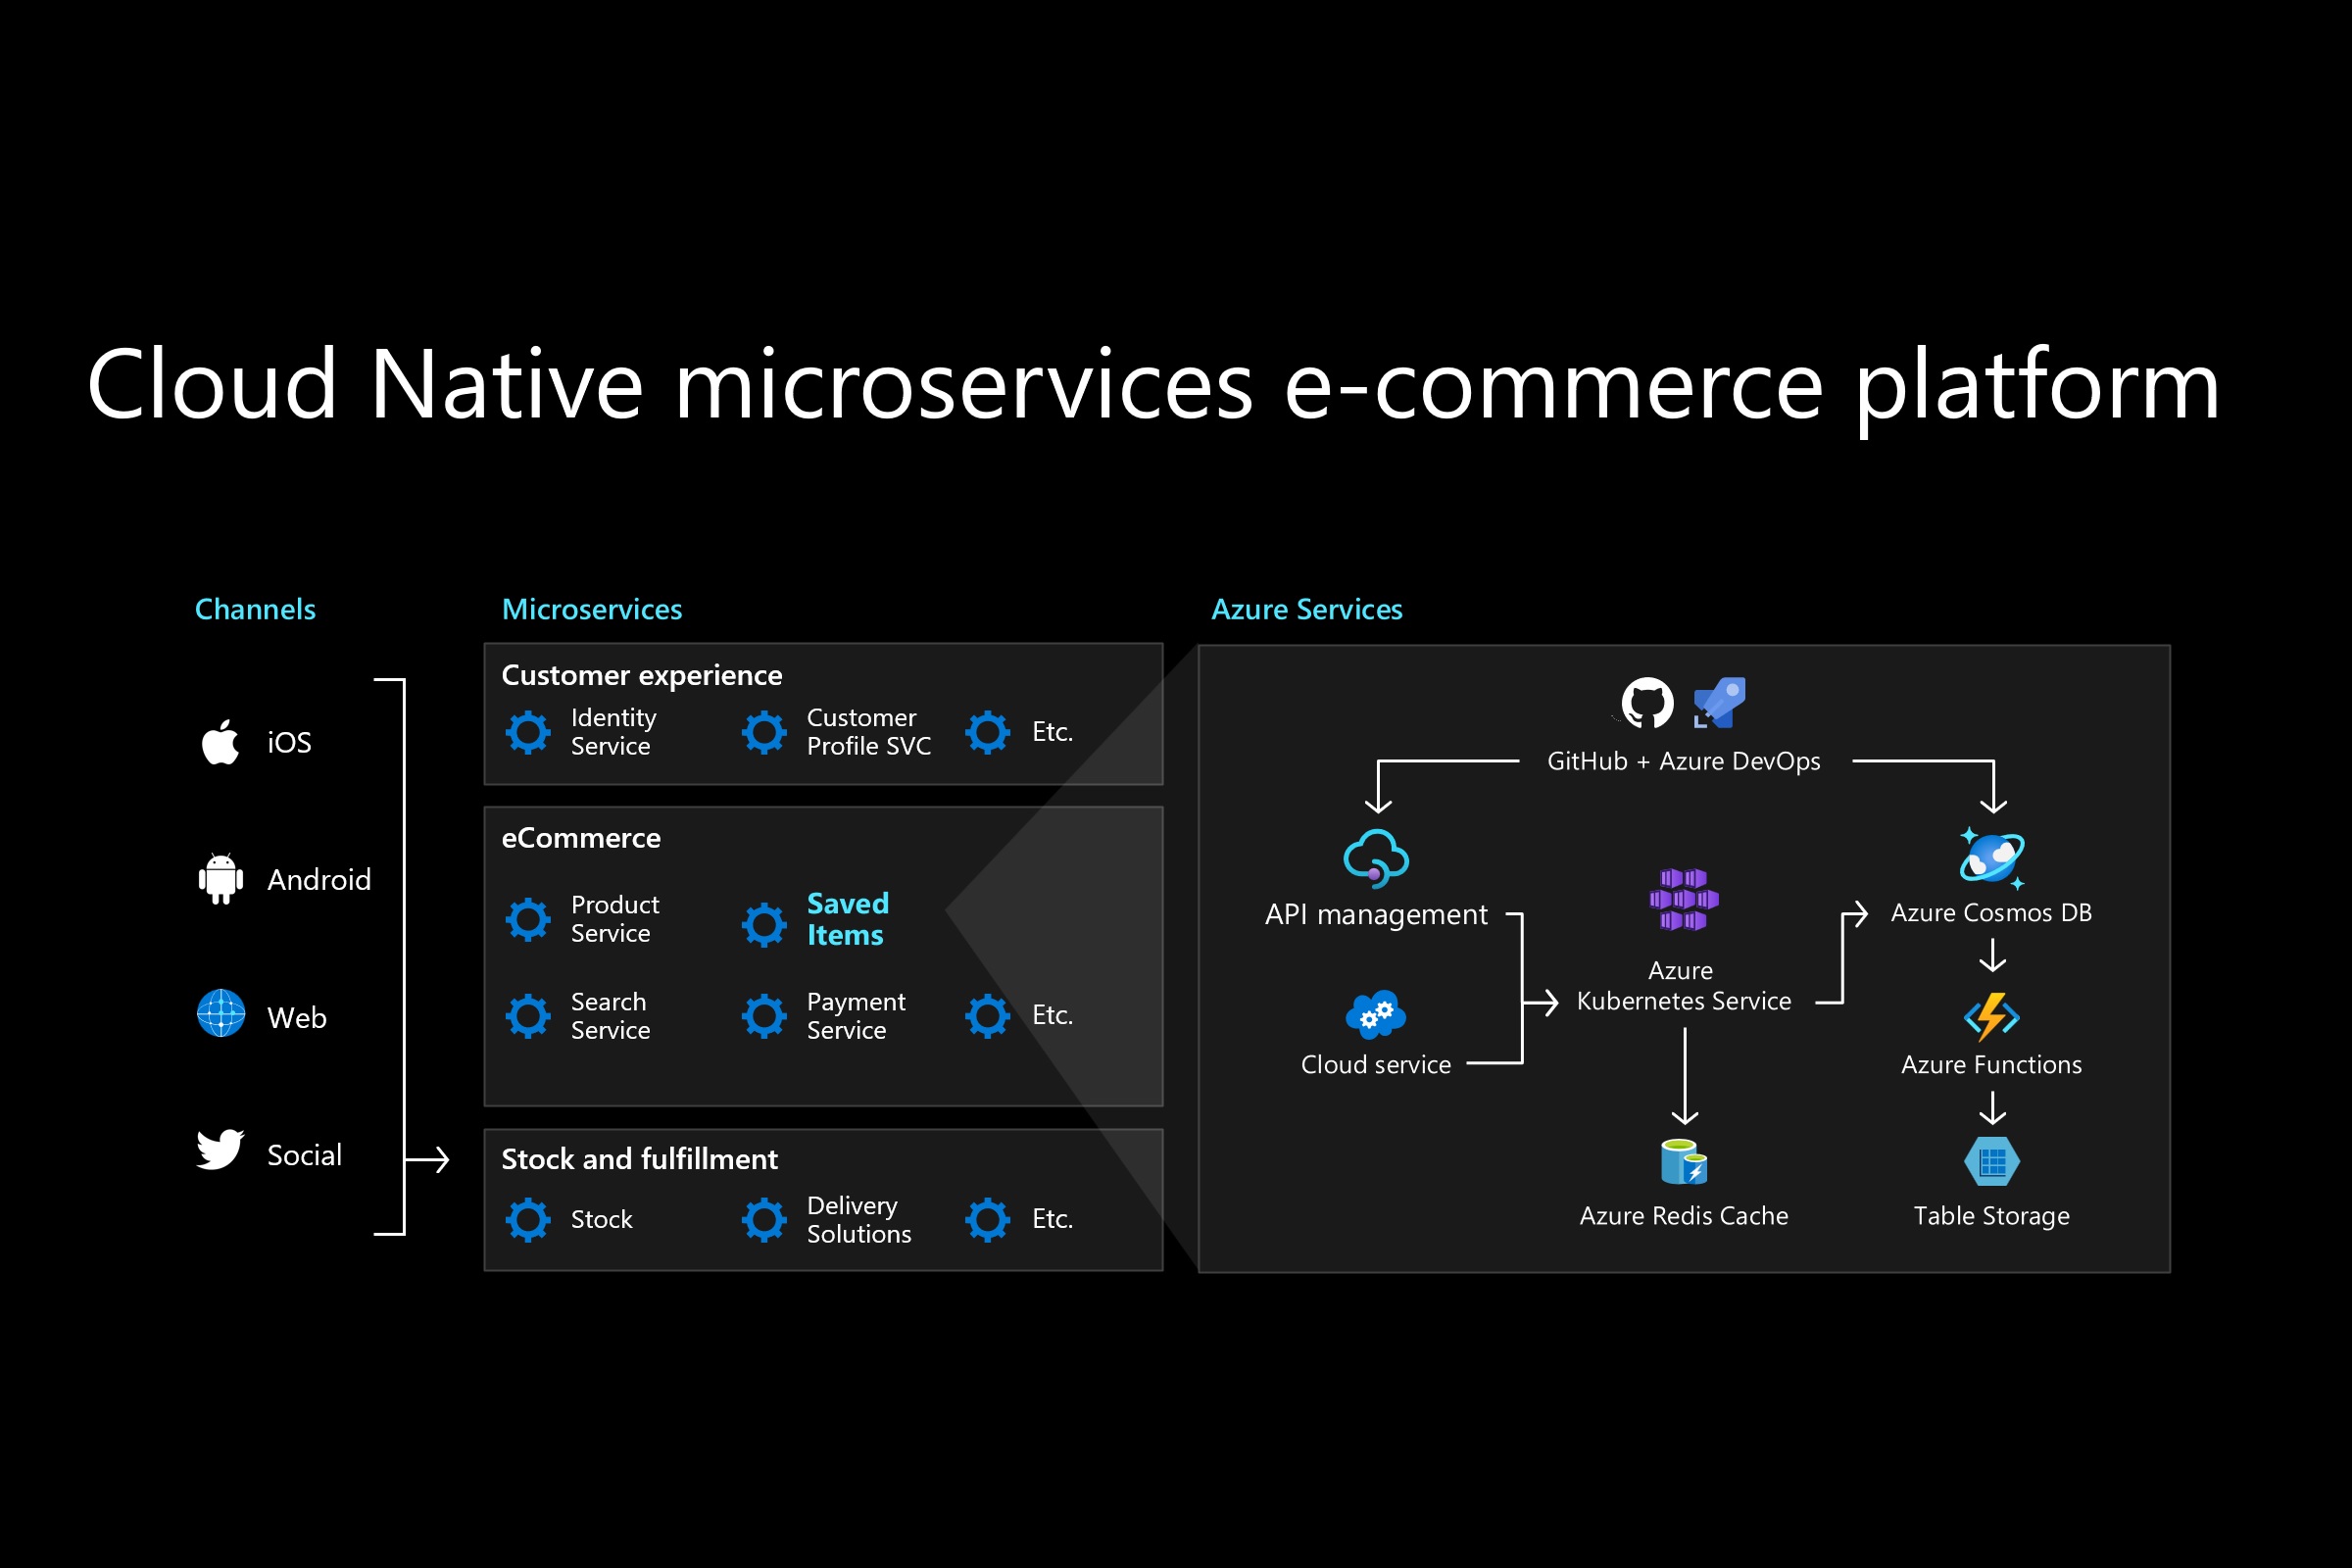 Cloud Native microservices e-commerce platform
Channels
iOS
Android
Web
Social
Microservices
Customer experience
Identity
Service
Customer
Profile SVC
Etc.
eCommerce
Product
Service
Saved
Items
Search
Service
Payment
Service
Etc.
Stock and fulfillment
Stock
Delivery
Solutions
Etc.
Azure Services
GitHub + Azure DevOps
API management
Cloud service
Azure
Kubernetes Service
Azure Redis Cache
Azure Cosmos DB
Azure Functions
Table Storage